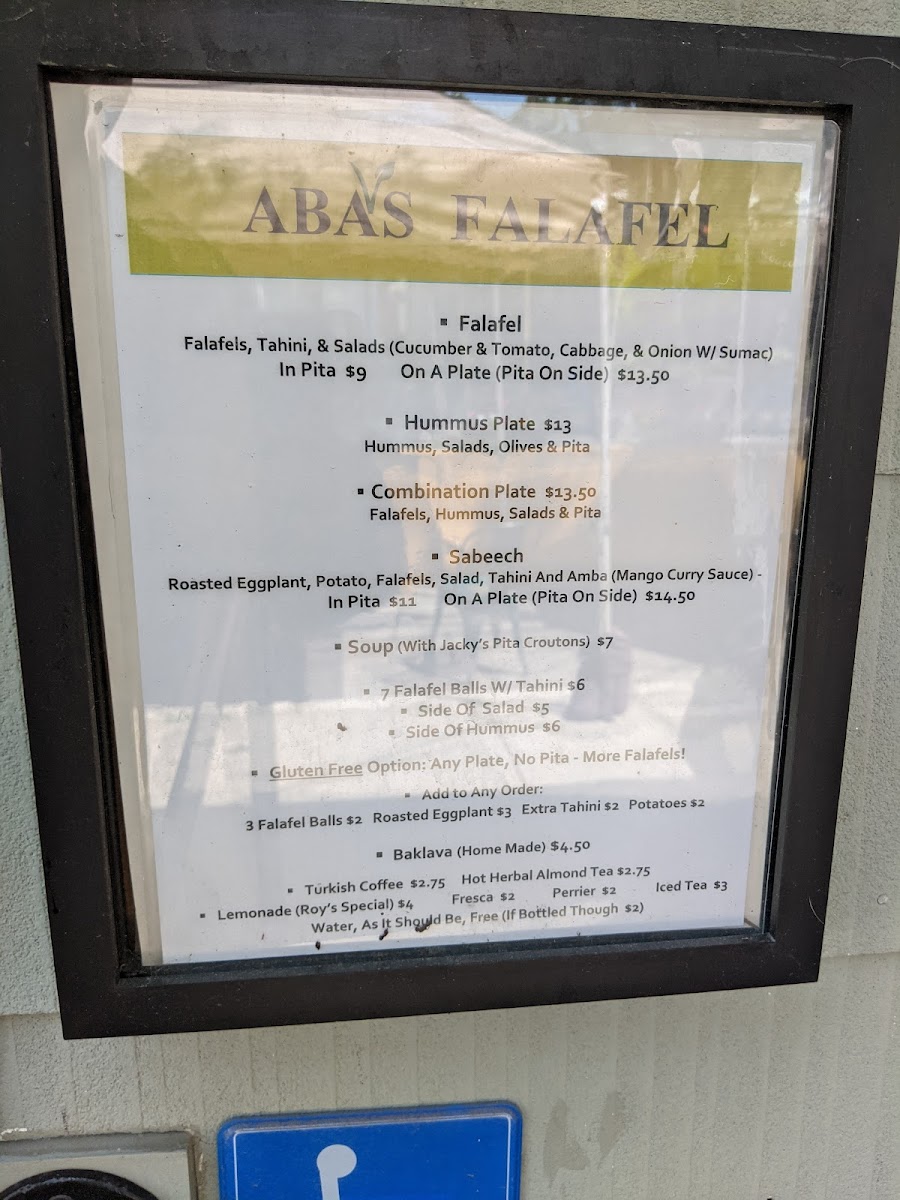 ABA'S FALAFEL
▪ Falafel
Falafels, Tahini, & Salads (Cucumber & Tomato, Cabbage, & Onion W/ Sumac)
In Pita $9 On A Plate (Pita On Side) $13.50
▪ Hummus Plate $13
Hummus, Salads, Olives & Pita
▪ Combination Plate $13.50
Falafels, Hummus, Salads & Pita
▪ Sabeech
Roasted Eggplant, Potato, Falafels, Salad, Tahini And Amba (Mango Curry Sauce) -
In Pita $11 On A Plate (Pita On Side) $14.50
▪ Soup (With Jacky's Pita Croutons) $7
▪ 7 Falafel Balls W/ Tahini $6
▪ Side Of Salad $5
▪ Side Of Hummus $6
▪ Gluten Free Option: Any Plate, No Pita - More Falafels!
▪ Add to Any Order:
3 Falafel Balls $2 Roasted Eggplant $3 Extra Tahini $2 Potatoes $2
▪ Baklava (Home Made) $4.50
▪ Turkish Coffee $2.75 Hot Herbal Almond Tea $2.75
▪ Lemonade (Roy's Special) $4 Fresca $2 Perrier $2 Iced Tea $3
Water, As It Should Be, Free (If Bottled Though $2)